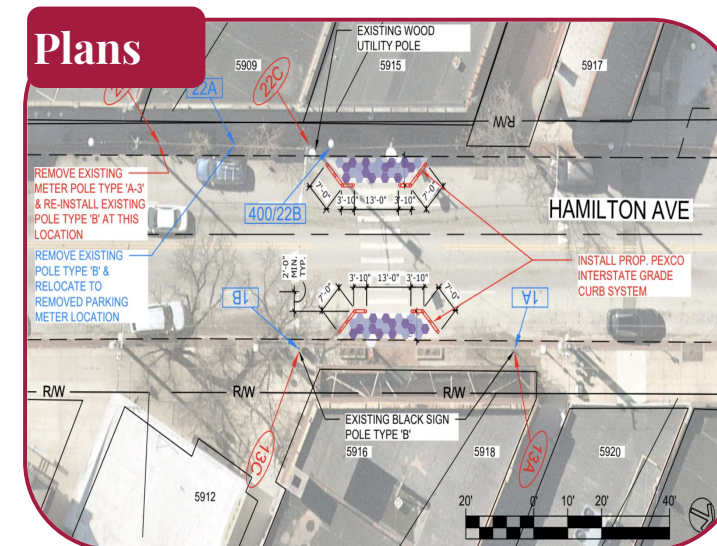 Plans
EXISTING WOOD
UTILITY POLE
5909
5915
5917
22A
22C
R/W
REMOVE EXISTING
METER POLE TYPE 'A-3'
& RE-INSTALL EXISTING
POLE TYPE 'B' AT THIS
LOCATION
7'-0"
7'-0"
3'-10"
13'-0"
3'-10"
400/22B
HAMILTON AVE
REMOVE EXISTING
POLE TYPE 'B' &
RELOCATE TO
REMOVED PARKING
METER LOCATION
2'-0"
MIN.
TYP.
3'-10"
13'-0"
3'-10"
7'-0"
7'-0"
INSTALL PROP. PEXCO
INTERSTATE GRADE
CURB SYSTEM
1B
1A
R/W
R/W
R/W
EXISTING BLACK SIGN
POLE TYPE 'B'
13C
13A
5916
5918
5920
5912
20'
0'
10'
20'
40'